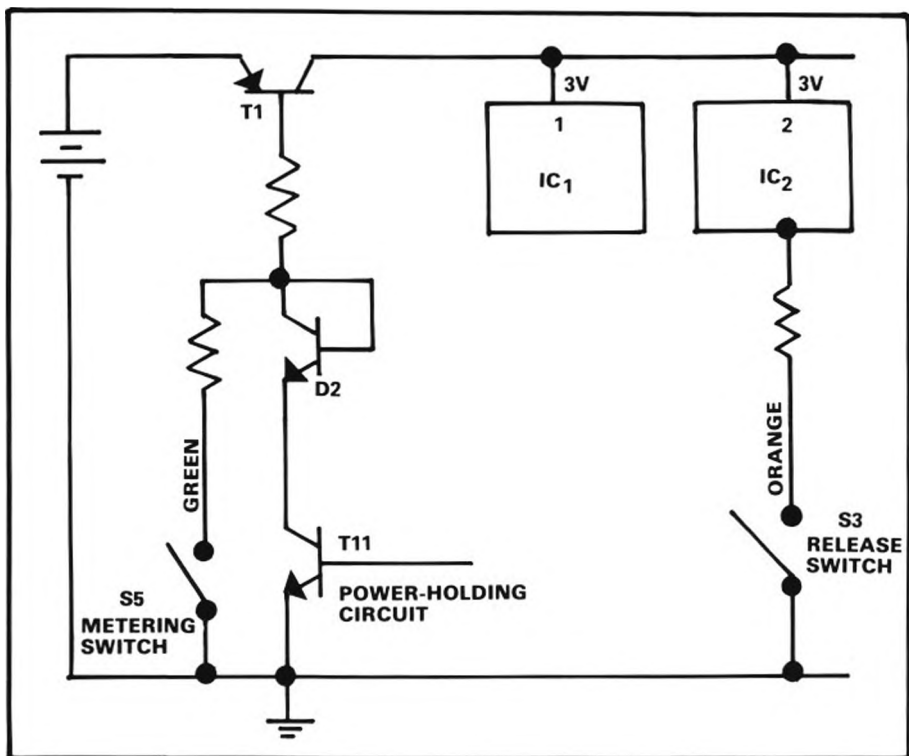 T1
3V
1
IC1
3V
2
IC2
D2
GREEN
ORANGE
T11
POWER-HOLDING
CIRCUIT
S5
METERING
SWITCH
S3
RELEASE
SWITCH